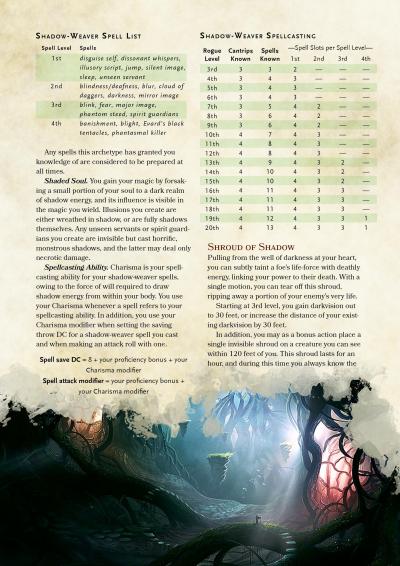 SHADOW-WEAVER SPELL LIST
Spell Level Spells
1st disguise self, dissonant whispers,
illusory script, jump, silent image,
sleep, unseen servant
2nd blindness/deafness, blur, cloud of
daggers, darkness, mirror image
3rd blink, fear, major image,
phantom steed, spirit guardians
4th banishment, blight, Evard's black
tentacles, phantasmal killer
Any spells this archetype has granted you
knowledge of are considered to be prepared at
all times.
Shaded Soul. You gain your magic by forsak-
ing a small portion of your soul to a dark realm
of shadow energy, and its influence is visible in
the magic you wield. Illusions you create are
either wreathed in shadow, or are fully shadows
themselves. Any unseen servants or spirit guard-
ians you create are invisible but cast horrific,
monstrous shadows, and the latter may deal only
necrotic damage.
Spellcasting Ability. Charisma is your spell-
casting ability for your shadow-weaver spells,
owing to the force of will required to draw
shadow energy from within your body. You use
your Charisma whenever a spell refers to your
spellcasting ability. In addition, you use your
Charisma modifier when setting the saving
throw DC for a shadow-weaver spell you cast
and when making an attack roll with one.
Spell save DC = 8 + your proficiency bonus + your
Charisma modifier
Spell attack modifier = your proficiency bonus +
your Charisma modifier
SHADOW-WEAVER SPELLCASTING
—Spell Slots per Spell Level—
Rogue Level Cantrips Known Spells Known 1st 2nd 3rd 4th
3rd 3 3 2 — — —
4th 3 4 3 — — —
5th 3 4 3 — — —
6th 3 4 3 — — —
7th 3 5 4 2 — —
8th 3 6 4 2 — —
9th 3 6 4 2 — —
10th 4 7 4 3 — —
11th 4 8 4 3 — —
12th 4 8 4 3 — —
13th 4 9 4 3 2 —
14th 4 10 4 3 2 —
15th 4 10 4 3 2 —
16th 4 11 4 3 3 —
17th 4 11 4 3 3 —
18th 4 11 4 3 3 —
19th 4 12 4 3 3 1
20th 4 13 4 3 3 1
SHROUD OF SHADOW
Pulling from the well of darkness at your heart,
you can subtly taint a foe's life-force with deathly
energy, linking your power to their death. With a
single motion, you can tear off this shroud,
ripping away a portion of your enemy's very life.
Starting at 3rd level, you gain darkvision out
to 30 feet, or increase the distance of your exist-
ing darkvision by 30 feet.
In addition, you may as a bonus action place a
single invisible shroud on a creature you can see
within 120 feet of you. This shroud lasts for an
hour, and during this time you always know the